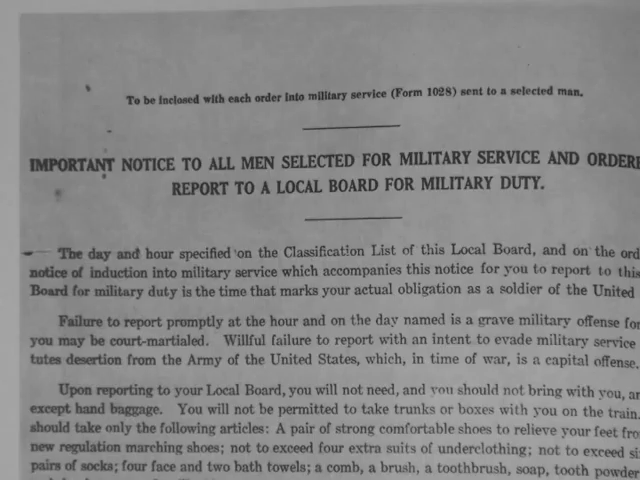 To be inclosed with each order into military service (Form 1028) sent to a selected man.
IMPORTANT NOTICE TO ALL MEN SELECTED FOR MILITARY SERVICE AND ORDERE
REPORT TO A LOCAL BOARD FOR MILITARY DUTY.
The day and hour specified on the Classification List of this Local Board, and on the ord
notice of induction into military service which accompanies this notice for you to report to this
Board for military duty is the time that marks your actual obligation as a soldier of the United
Failure to report promptly at the hour and on the day named is a grave military offense for
you may be court-martialed. Willful failure to report with an intent to evade military service
tutes desertion from the Army of the United States, which, in time of war, is a capital offense.
Upon reporting to your Local Board, you will not need, and you should not bring with you, an
except hand baggage. You will not be permitted to take trunks or boxes with you on the train.
should take only the following articles: A pair of strong comfortable shoes to relieve your feet fro
new regulation marching shoes; not to exceed four extra suits of underclothing; not to exceed si
pairs of socks; four face and two bath towels; a comb, a brush, a toothbrush, soap, tooth powder